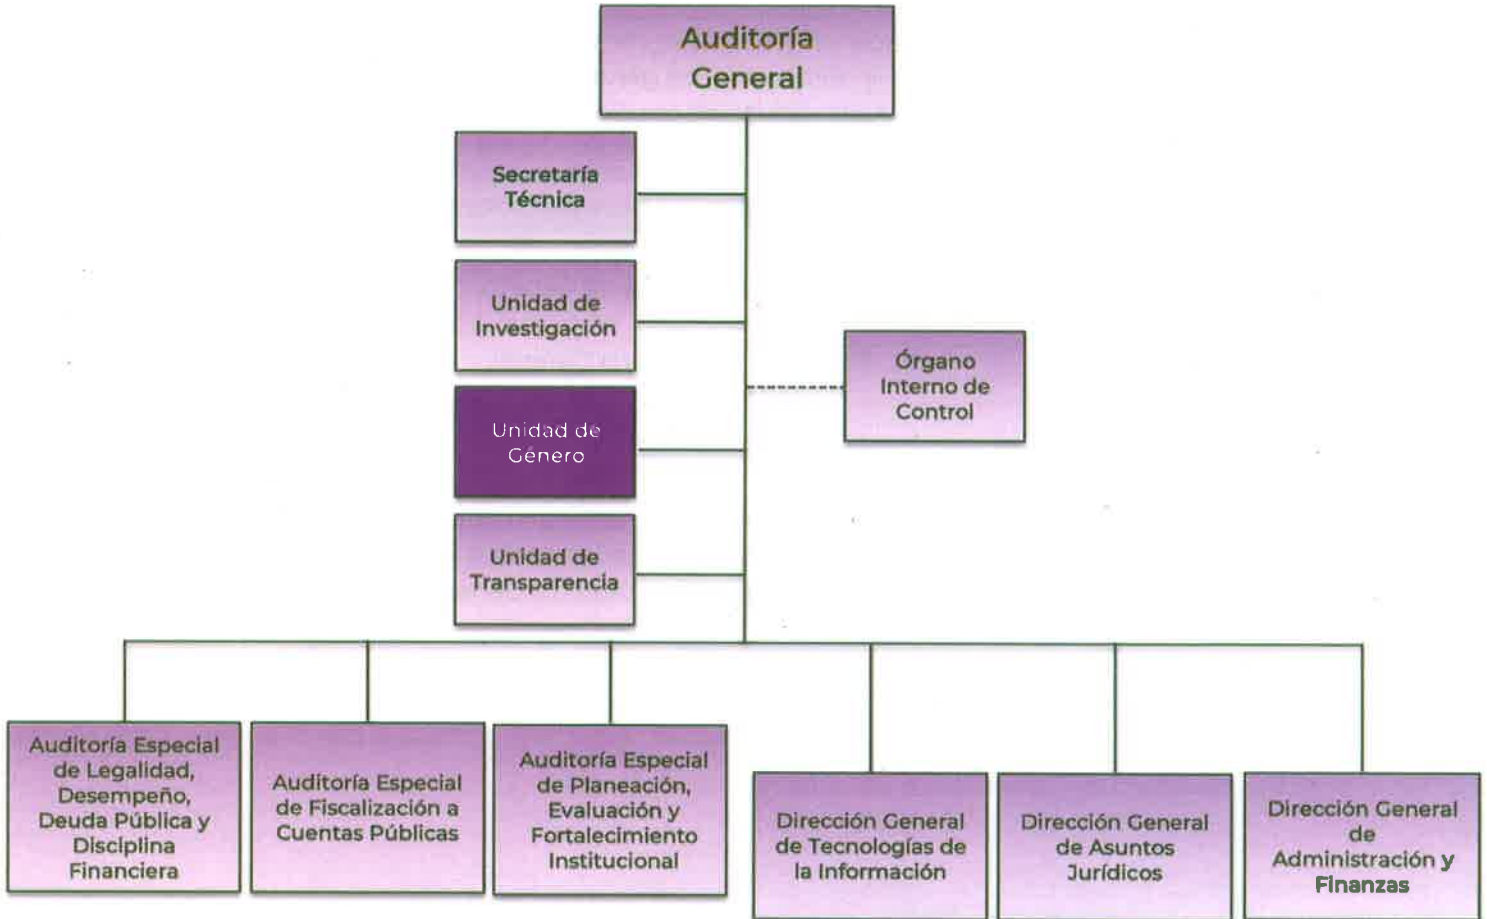 Auditoría
General
Secretaría
Técnica
Unidad de
Investigación
Órgano
Interno de
Control
Unidad de
Género
Unidad de
Transparencia
Auditoría Especial
de Legalidad,
Desempeño,
Deuda Pública y
Disciplina
Financiera
Auditoría Especial
de Fiscalización a
Cuentas Públicas
Auditoría Especial
de Planeación,
Evaluación y
Fortalecimiento
Institucional
Dirección General
de Tecnologías de
la Información
Dirección General
de Asuntos
Jurídicos
Dirección General
de
Administración y
Finanzas